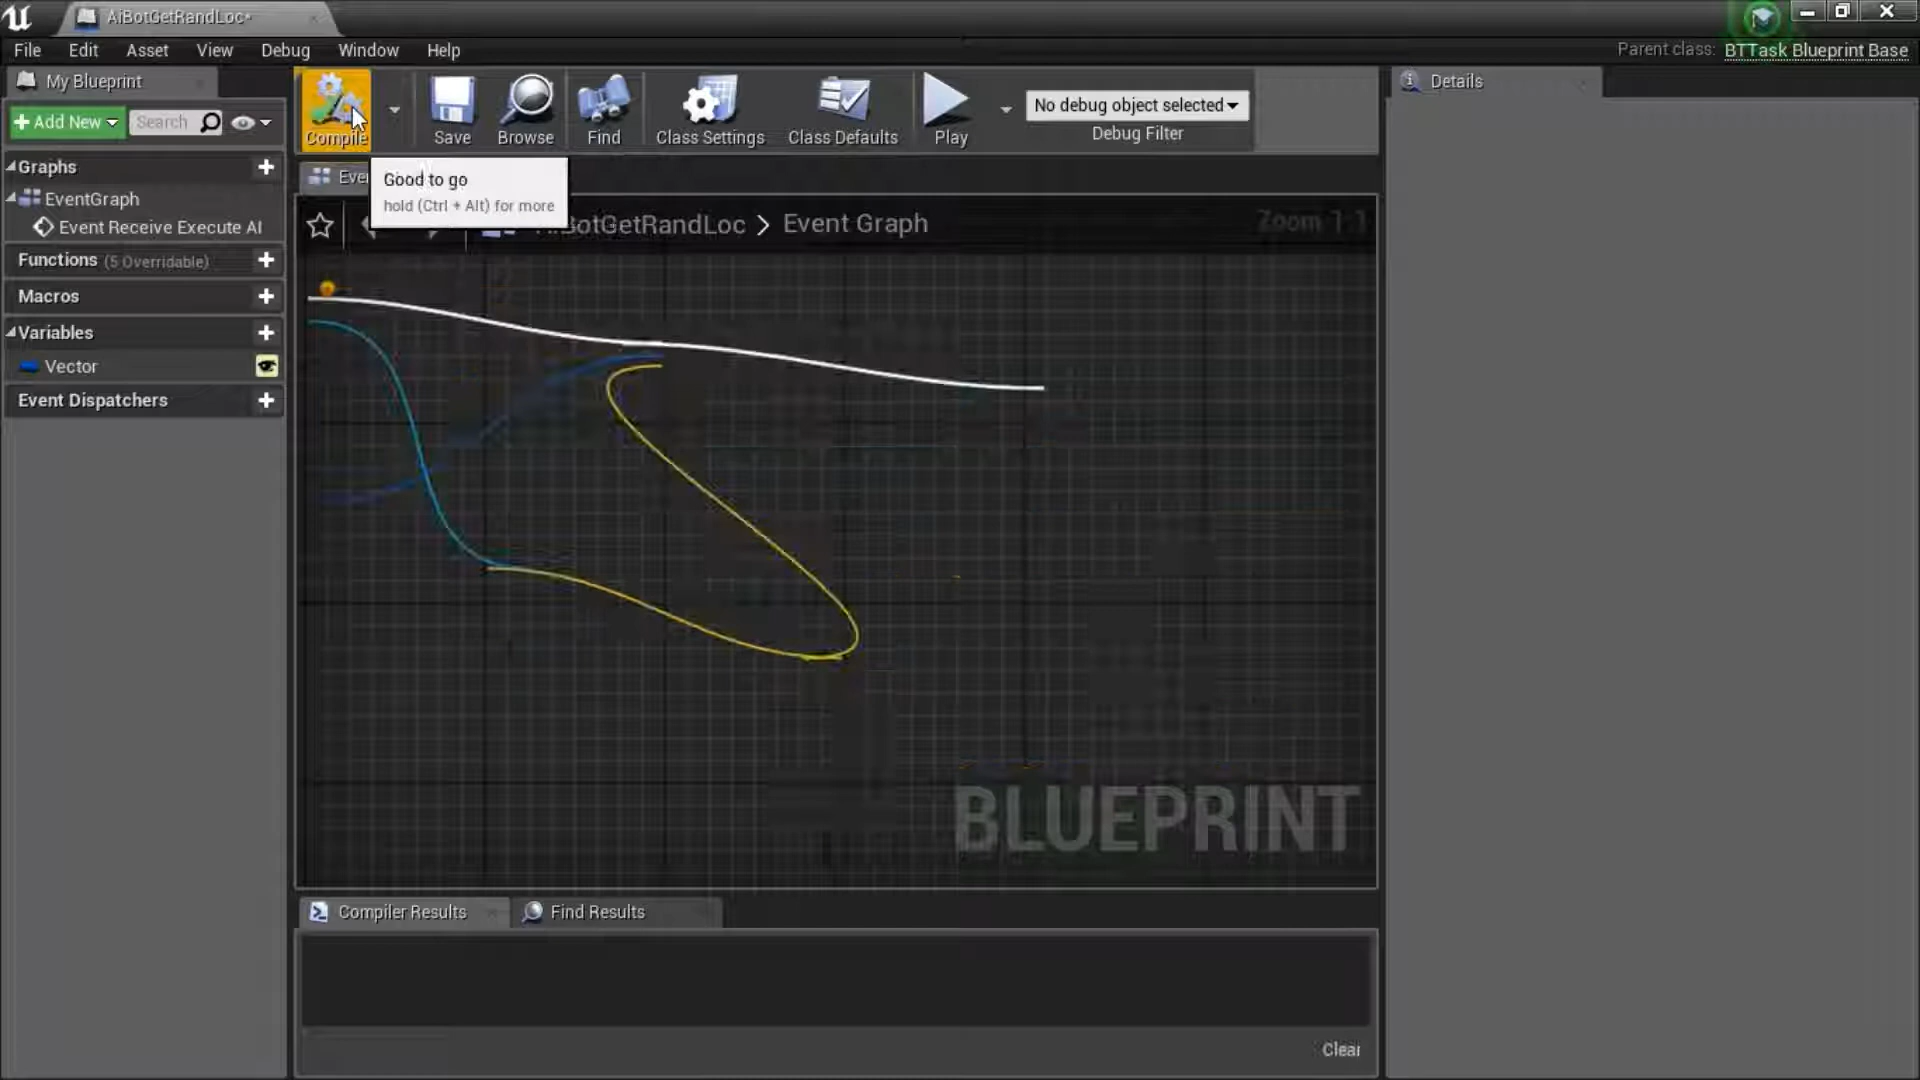 AiBotGetRandLoc*
File Edit Asset View Debug Window Help
Parent class: BTTask Blueprint Base
My Blueprint
Add New
Search
Graphs
EventGraph
Event Receive Execute AI
Functions (5 Overridable)
Macros
Variables
Vector
Event Dispatchers
Compile
Save
Browse
Find
Class Settings
Class Defaults
Play
No debug object selected
Debug Filter
Good to go
hold (Ctrl + Alt) for more
AiBotGetRandLoc > Event Graph
Zoom 1:1
BLUEPRINT
Compiler Results
Find Results
Clear
Details